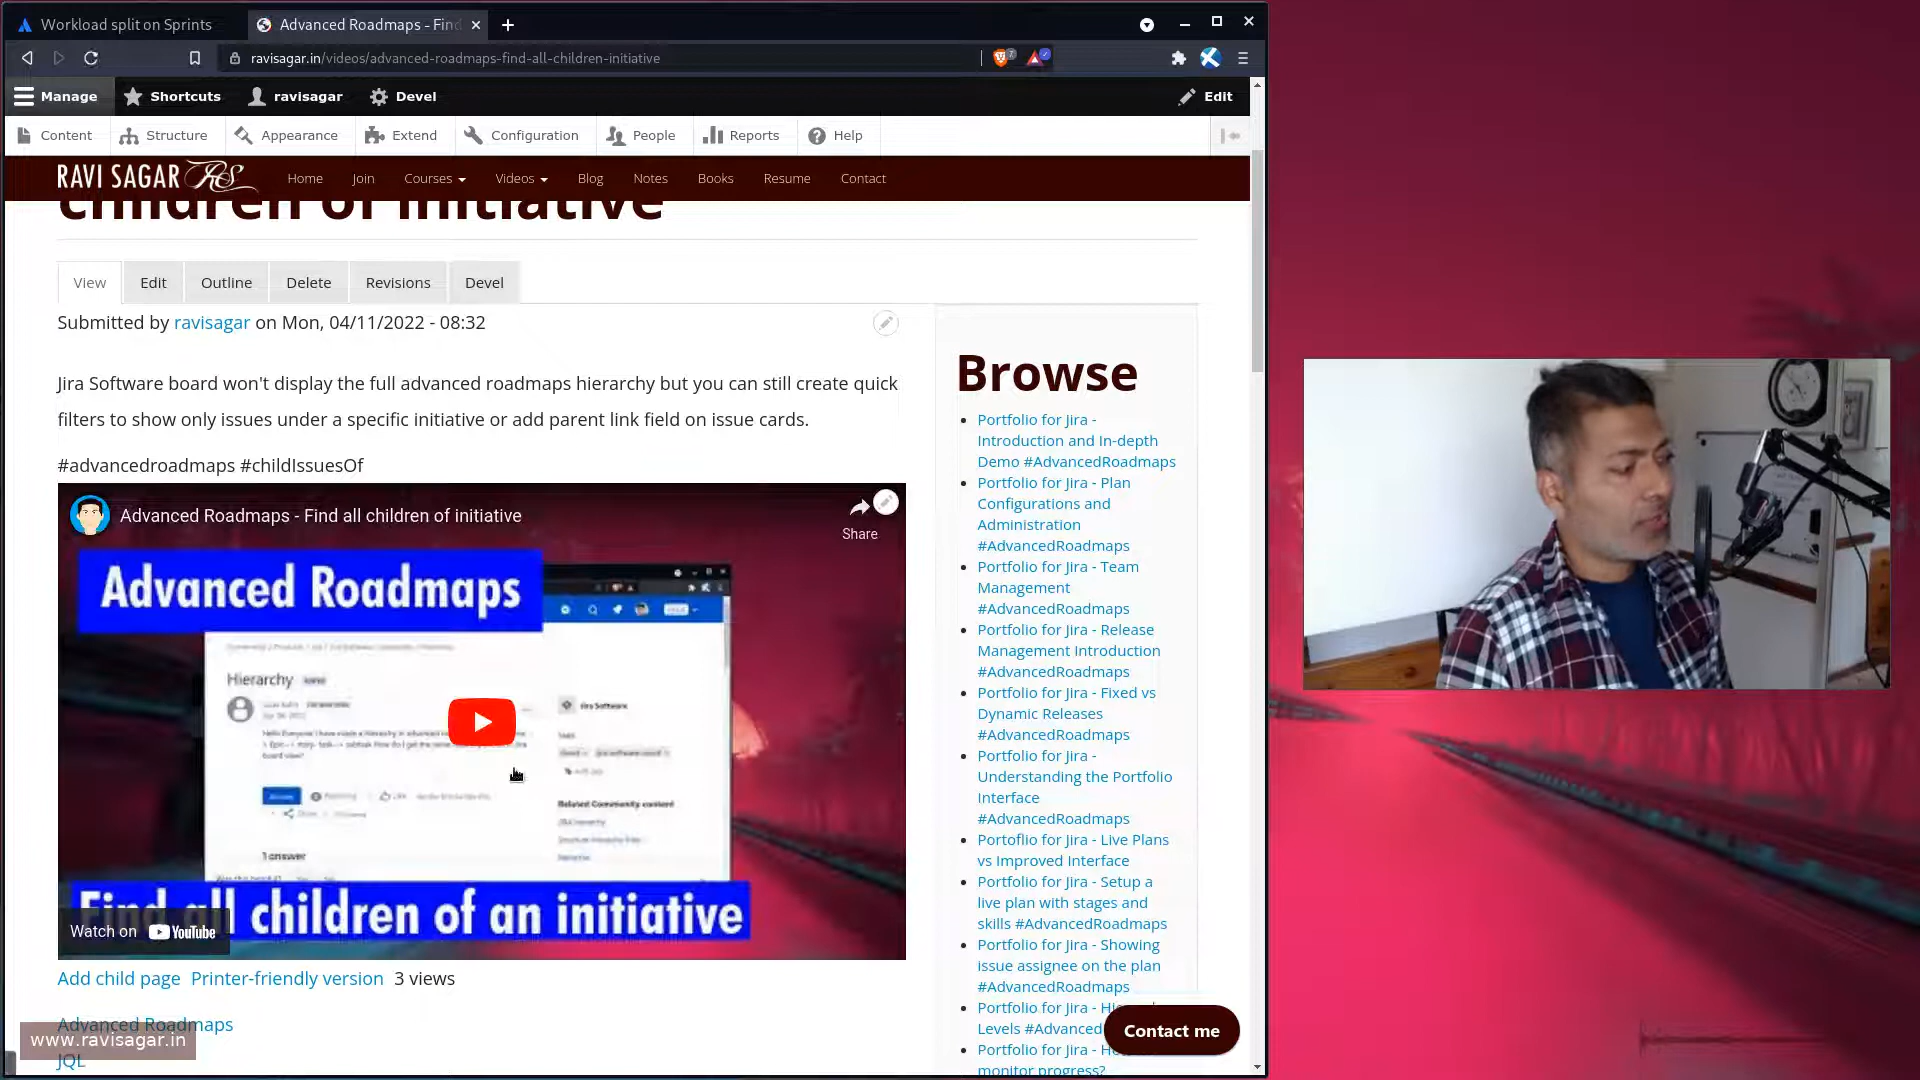 Workload split on Sprints
Advanced Roadmaps - Find
ravisagar.in/videos/advanced-roadmaps-find-all-children-initiative
Manage Shortcuts ravisagar Devel Edit
Content Structure Appearance Extend Configuration People Reports Help
RAVI SAGAR RS Home Join Courses Videos Blog Notes Books Resume Contact
children of initiative
View Edit Outline Delete Revisions Devel
Submitted by ravisagar on Mon, 04/11/2022 - 08:32
Jira Software board won't display the full advanced roadmaps hierarchy but you can still create quick
filters to show only issues under a specific initiative or add parent link field on issue cards.
#advancedroadmaps #childIssuesOf
Advanced Roadmaps - Find all children of initiative
Share
Advanced Roadmaps
Hierarchy
Jira Software
Related Community content
1 answer
Find all children of an initiative
Watch on YouTube
Add child page Printer-friendly version 3 views
Advanced Roadmaps
JQL
www.ravisagar.in
Browse
Portfolio for Jira -
Introduction and In-depth
Demo #AdvancedRoadmaps
Portfolio for Jira - Plan
Configurations and
Administration
#AdvancedRoadmaps
Portfolio for Jira - Team
Management
#AdvancedRoadmaps
Portfolio for Jira - Release
Management Introduction
#AdvancedRoadmaps
Portfolio for Jira - Fixed vs
Dynamic Releases
#AdvancedRoadmaps
Portfolio for Jira -
Understanding the Portfolio
Interface
#AdvancedRoadmaps
Portoflio for Jira - Live Plans
vs Improved Interface
Portfolio for Jira - Setup a
live plan with stages and
skills #AdvancedRoadmaps
Portfolio for Jira - Showing
issue assignee on the plan
#AdvancedRoadmaps
Portfolio for Jira -
Levels #Advanced
Portfolio for Jira -
monitor progress?
Contact me